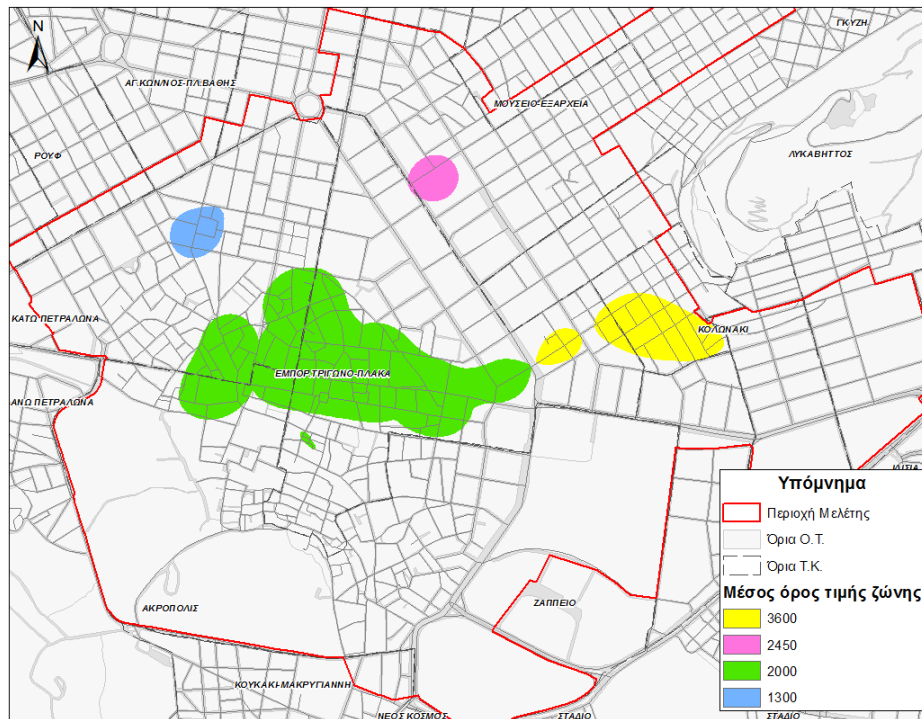 ΓΚΥΖΗ
N
ΑΓ.ΚΩΝ/ΝΟΣ-ΠΛ.ΒΑΘΗΣ
ΜΟΥΣΕΙΟ-ΕΞΑΡΧΕΙΑ
ΡΟΥΦ
ΛΥΚΑΒΗΤΤΟΣ
ΚΑΤΩ ΠΕΤΡΑΛΩΝΑ
ΚΟΛΩΝΑΚΙ
ΕΜΠΟΡ.ΤΡΙΓΩΝΟ-ΠΛΑΚΑ
ΑΝΩ ΠΕΤΡΑΛΩΝΑ
ΙΛΙΣΙΑ
Υπόμνημα
Περιοχή Μελέτης
Όρια Ο.Τ.
Όρια Τ.Κ.
Μέσος όρος τιμής ζώνης
3600
2450
2000
1300
ΑΚΡΟΠΟΛΙΣ
ΖΑΠΠΕΙΟ
ΚΟΥΚΑΚΙ-ΜΑΚΡΥΓΙΑΝΝΗ
ΝΕΟΣ ΚΟΣΜΟΣ
ΣΤΑΔΙΟ
ΣΤΑΔΙΟ